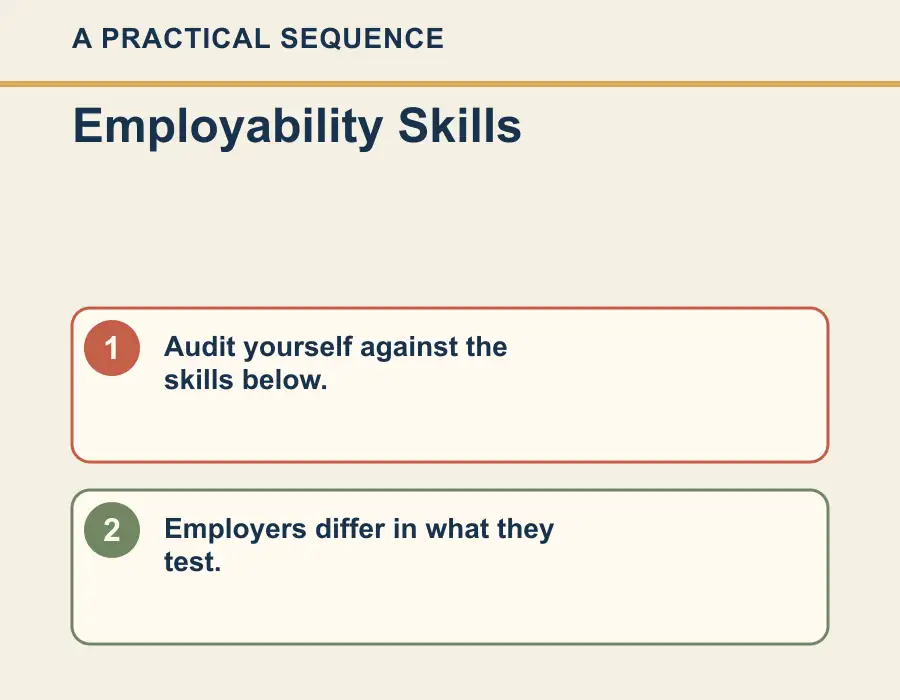 A PRACTICAL SEQUENCE
Employability Skills
1
Audit yourself against the
skills below.
2
Employers differ in what they
test.